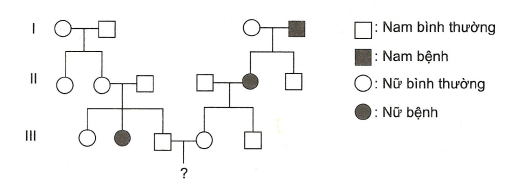 I
II
III
?
: Nam bình thường
: Nam bệnh
: Nữ bình thường
: Nữ bệnh